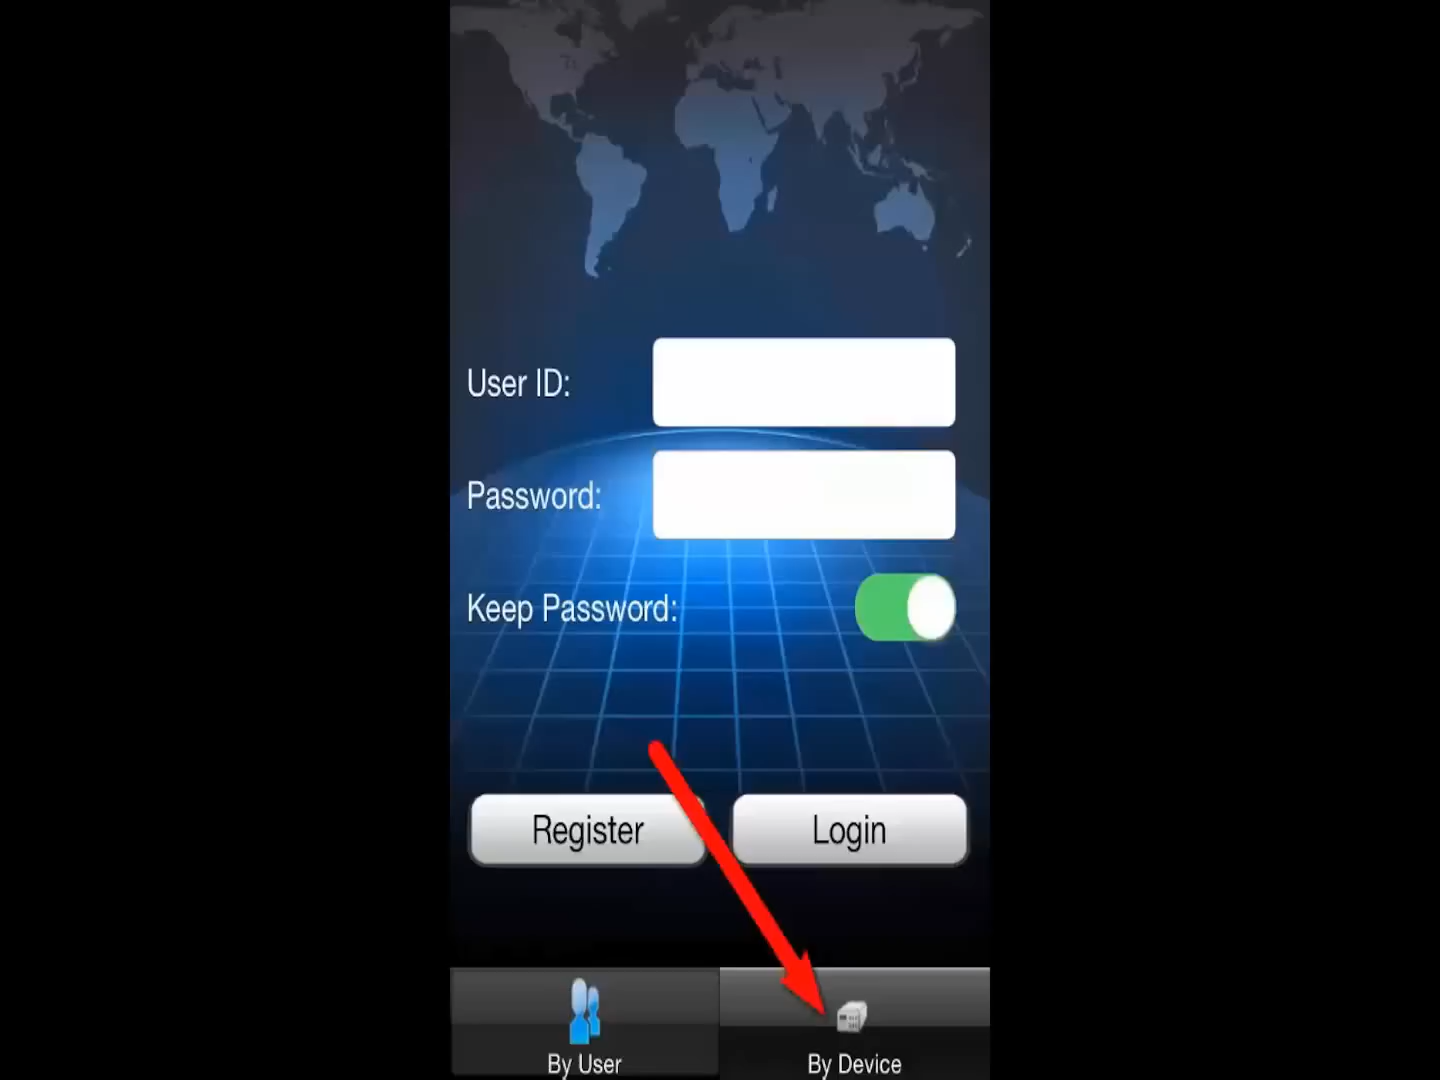 User ID:
Password:
Keep Password:
Register
Login
By User
By Device